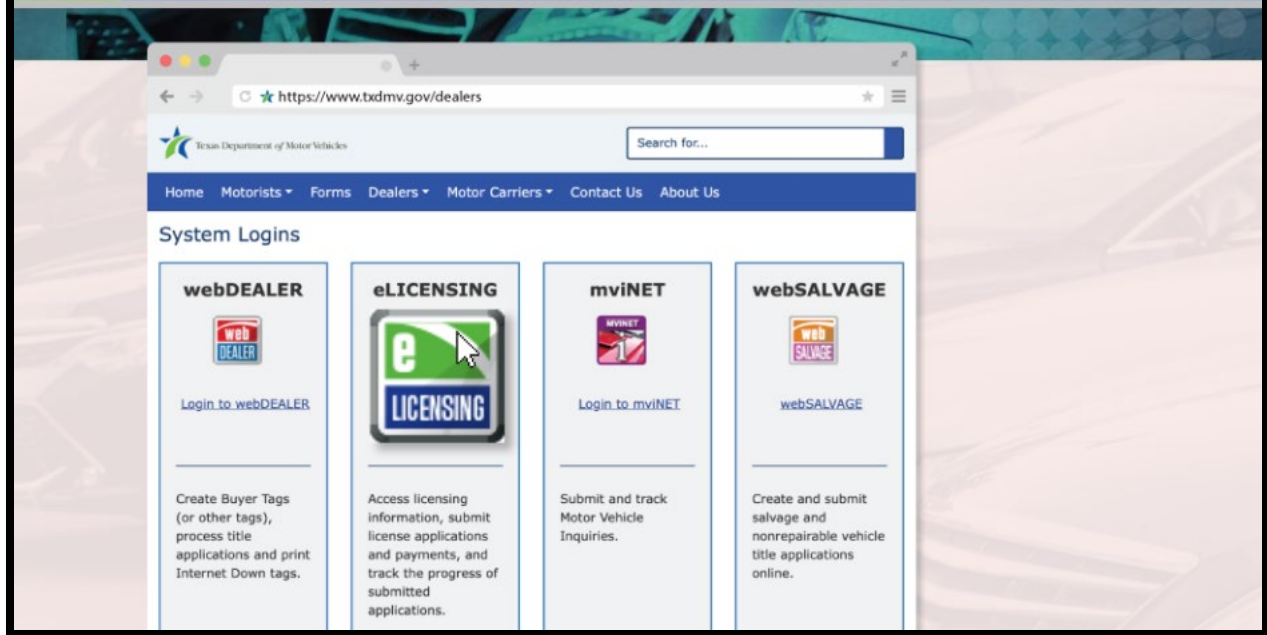 https://www.txdmv.gov/dealers
Texas Department of Motor Vehicles
Search for...
Home Motorists Forms Dealers Motor Carriers Contact Us About Us
System Logins
webDEALER
web
DEALER
Login to webDEALER
Create Buyer Tags
(or other tags),
process title
applications and print
Internet Down tags.
eLICENSING
e
LICENSING
Access licensing
information, submit
license applications
and payments, and
track the progress of
submitted
applications.
mviNET
MVINET
1
Login to mviNET
Submit and track
Motor Vehicle
Inquiries.
webSALVAGE
web
SALVAGE
webSALVAGE
Create and submit
salvage and
nonrepairable vehicle
title applications
online.